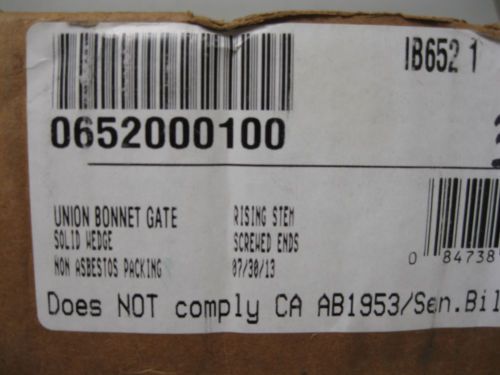 IB652 1
0652000100
UNION BONNET GATE RISING STEM
SOLID WEDGE SCREWED ENDS
NON ASBESTOS PACKING 07/30/13
0 84738
Does NOT comply CA AB1953/Sen.Bil